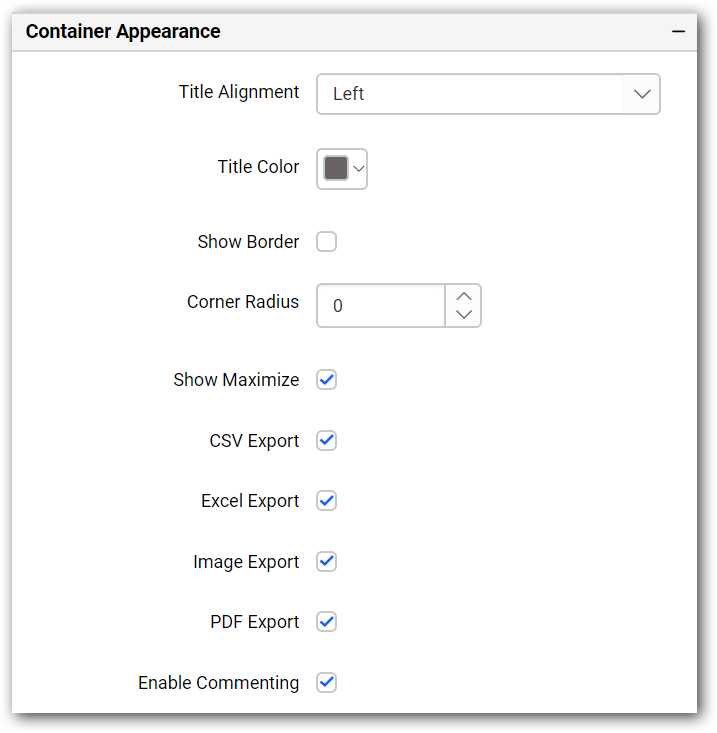 Container Appearance
Title Alignment Left
Title Color
Show Border
Corner Radius 0
Show Maximize
CSV Export
Excel Export
Image Export
PDF Export
Enable Commenting